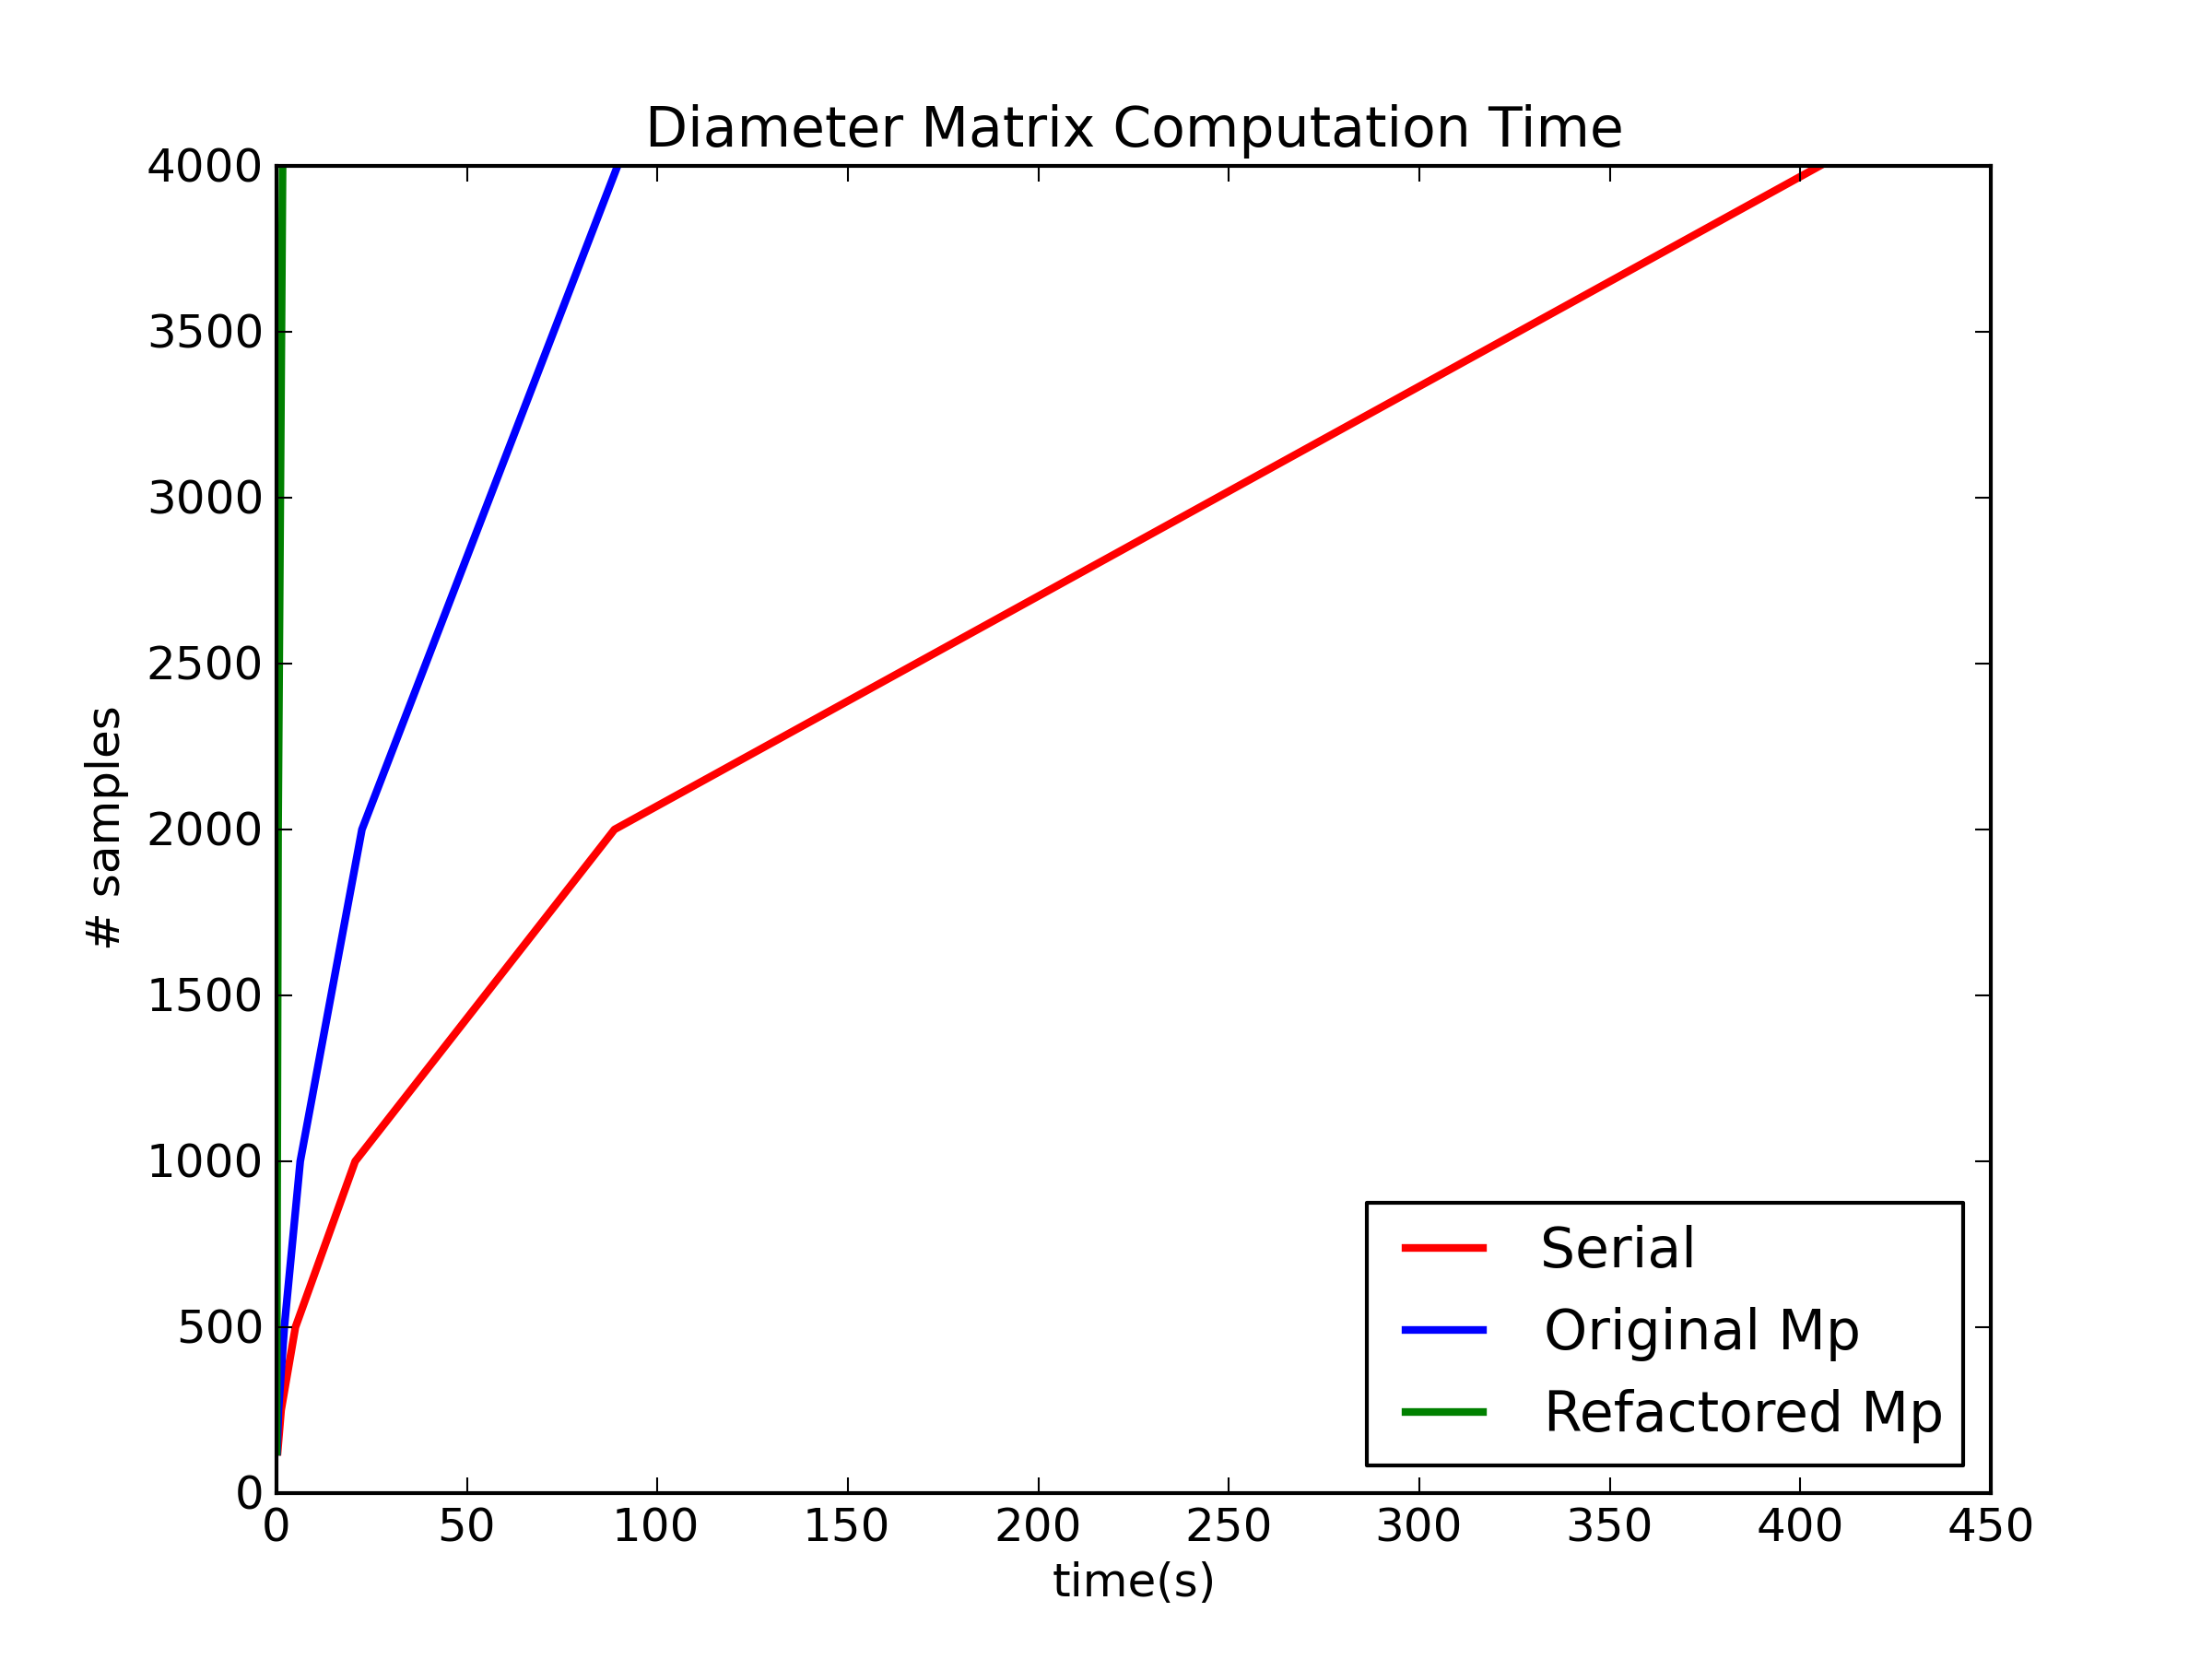 Diameter Matrix Computation Time
4000
3500
3000
2500
2000
1500
1000
500
0
# samples
0 50 100 150 200 250 300 350 400 450
time(s)
Serial
Original Mp
Refactored Mp